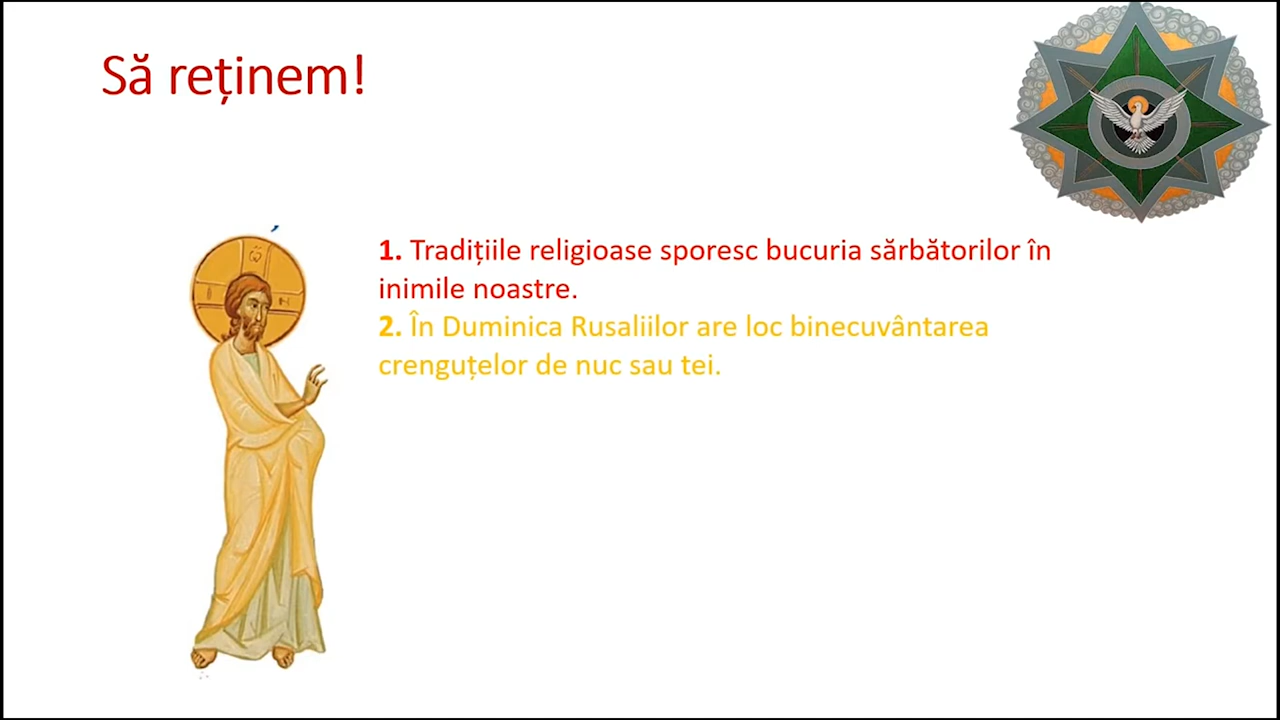 Să reținem!
1. Tradițiile religioase sporesc bucuria sărbătorilor în
inimile noastre.
2. În Duminica Rusaliilor are loc binecuvântarea
crenguțelor de nuc sau tei.